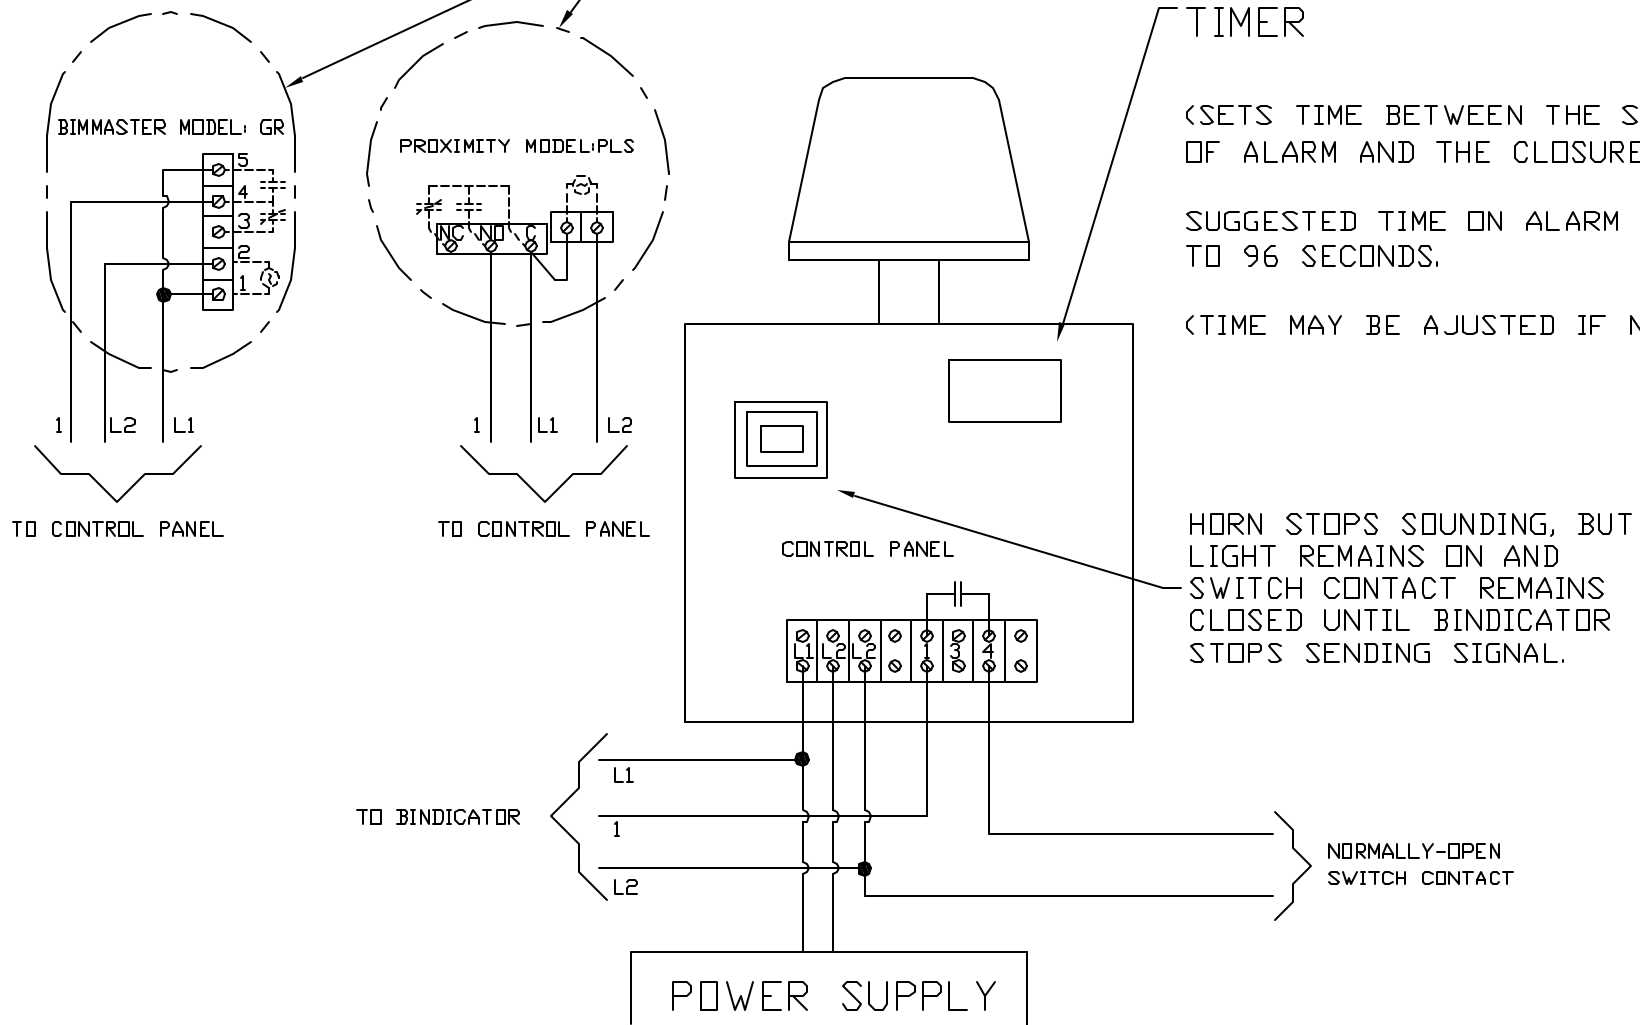 TIMER
(SETS TIME BETWEEN THE S
OF ALARM AND THE CLOSURE
SUGGESTED TIME ON ALARM
TO 96 SECONDS.
(TIME MAY BE AJUSTED IF N
BIMMASTER MODEL: GR
5
4
3
2
1
1 L2 L1
TO CONTROL PANEL
PROXIMITY MODEL:PLS
NC NO C
1 L1 L2
TO CONTROL PANEL
CONTROL PANEL
L1 L2 L2 1 3 4
HORN STOPS SOUNDING, BUT
LIGHT REMAINS ON AND
SWITCH CONTACT REMAINS
CLOSED UNTIL BINDICATOR
STOPS SENDING SIGNAL.
L1
TO BINDICATOR
1
L2
NORMALLY-OPEN
SWITCH CONTACT
POWER SUPPLY